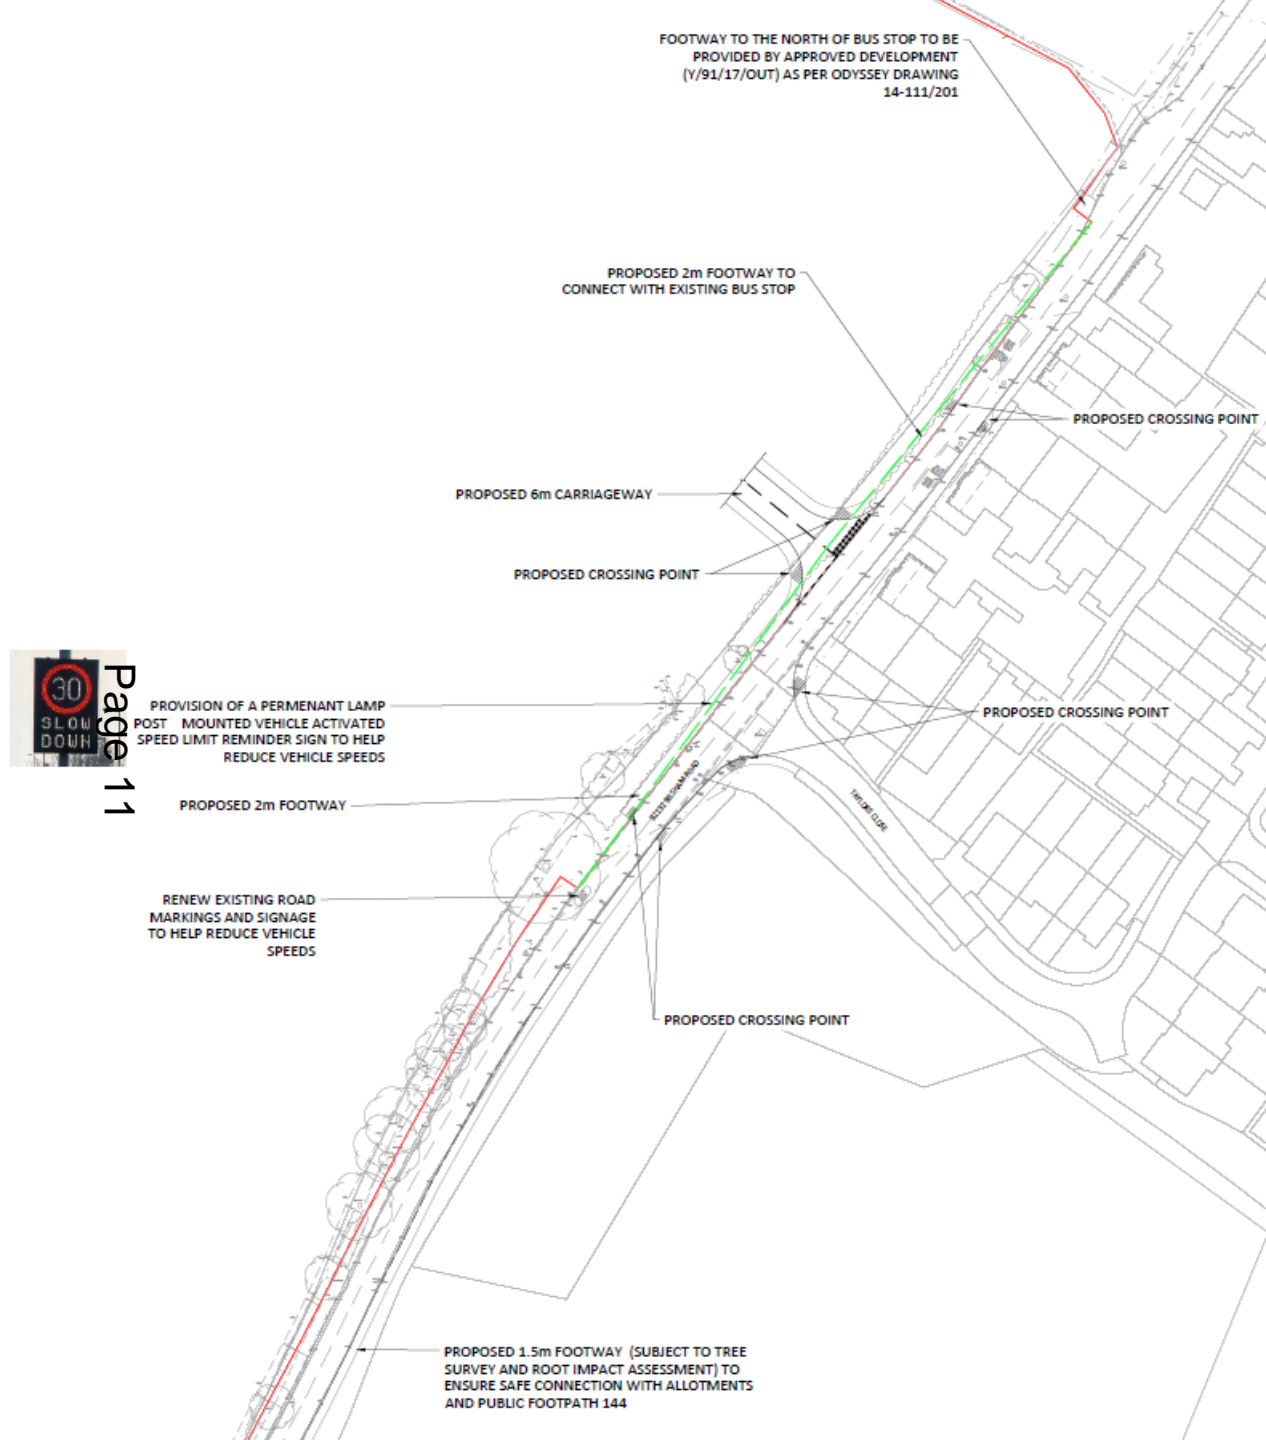 FOOTWAY TO THE NORTH OF BUS STOP TO BE
PROVIDED BY APPROVED DEVELOPMENT
(Y/91/17/OUT) AS PER ODYSSEY DRAWING
14-111/201
PROPOSED 2m FOOTWAY TO
CONNECT WITH EXISTING BUS STOP
PROPOSED CROSSING POINT
PROPOSED 6m CARRIAGEWAY
PROPOSED CROSSING POINT
30
SLOW
DOWN
Page 11
PROVISION OF A PERMENANT LAMP
POST MOUNTED VEHICLE ACTIVATED
SPEED LIMIT REMINDER SIGN TO HELP
REDUCE VEHICLE SPEEDS
PROPOSED CROSSING POINT
PROPOSED 2m FOOTWAY
TAYLORS CLOSE
RENEW EXISTING ROAD
MARKINGS AND SIGNAGE
TO HELP REDUCE VEHICLE
SPEEDS
PROPOSED CROSSING POINT
PROPOSED 1.5m FOOTWAY (SUBJECT TO TREE
SURVEY AND ROOT IMPACT ASSESSMENT) TO
ENSURE SAFE CONNECTION WITH ALLOTMENTS
AND PUBLIC FOOTPATH 144